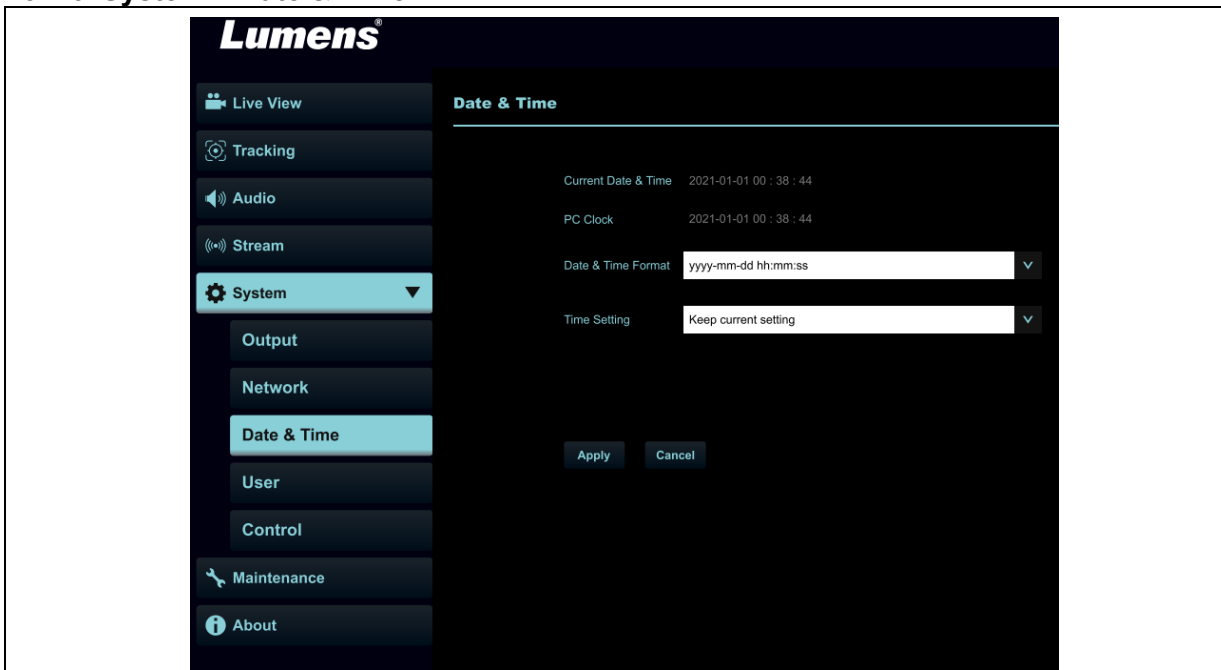 Lumens®
Live View
Tracking
Audio
Stream
System
Output
Network
Date & Time
User
Control
Maintenance
About
Date & Time
Current Date & Time 2021-01-01 00 : 38 : 44
PC Clock 2021-01-01 00 : 38 : 44
Date & Time Format yyyy-mm-dd hh:mm:ss
Time Setting Keep current setting
Apply Cancel